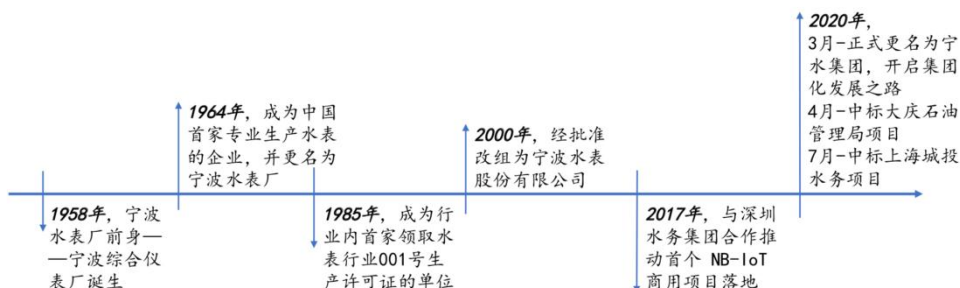 1958年，宁波
水表厂前身—
—宁波综合仪
表厂诞生
1964年，成为中国
首家专业生产水表
的企业，并更名为
宁波水表厂
1985年，成为行
业内首家领取水
表行业001号生
产许可证的单位
2000年，经批准
改组为宁波水表
股份有限公司
2017年，与深圳
水务集团合作推
动首个 NB-IoT
商用项目落地
2020年，
3月-正式更名为宁
水集团，开启集团
化发展之路
4月-中标大庆石油
管理局项目
7月-中标上海城投
水务项目